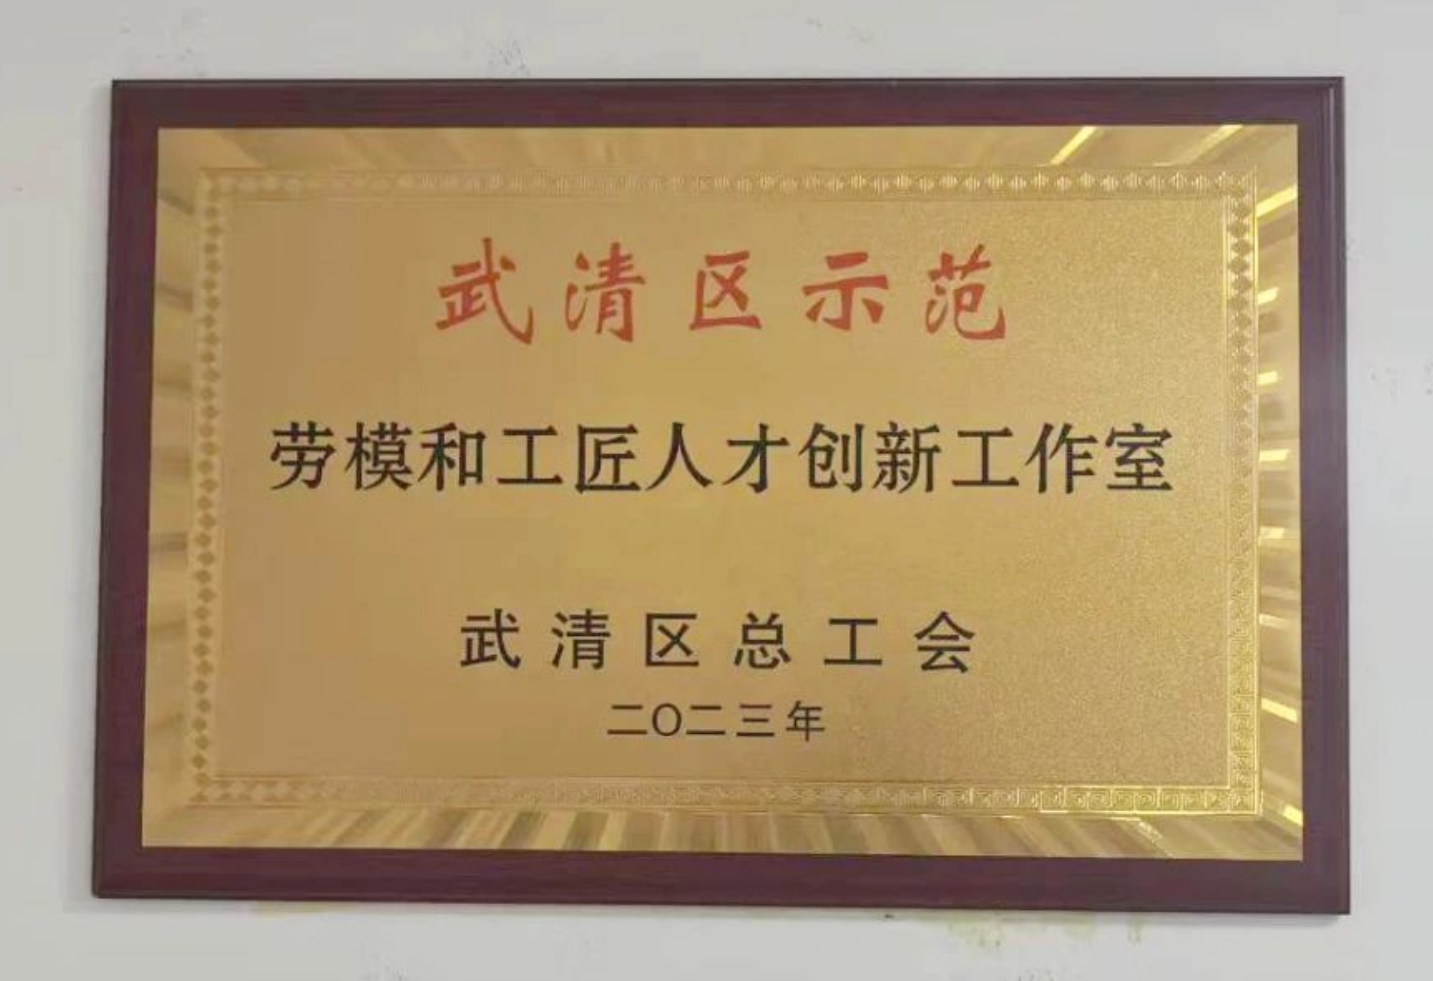 武清区示范
劳模和工匠人才创新工作室
武清区总工会
二〇二三年